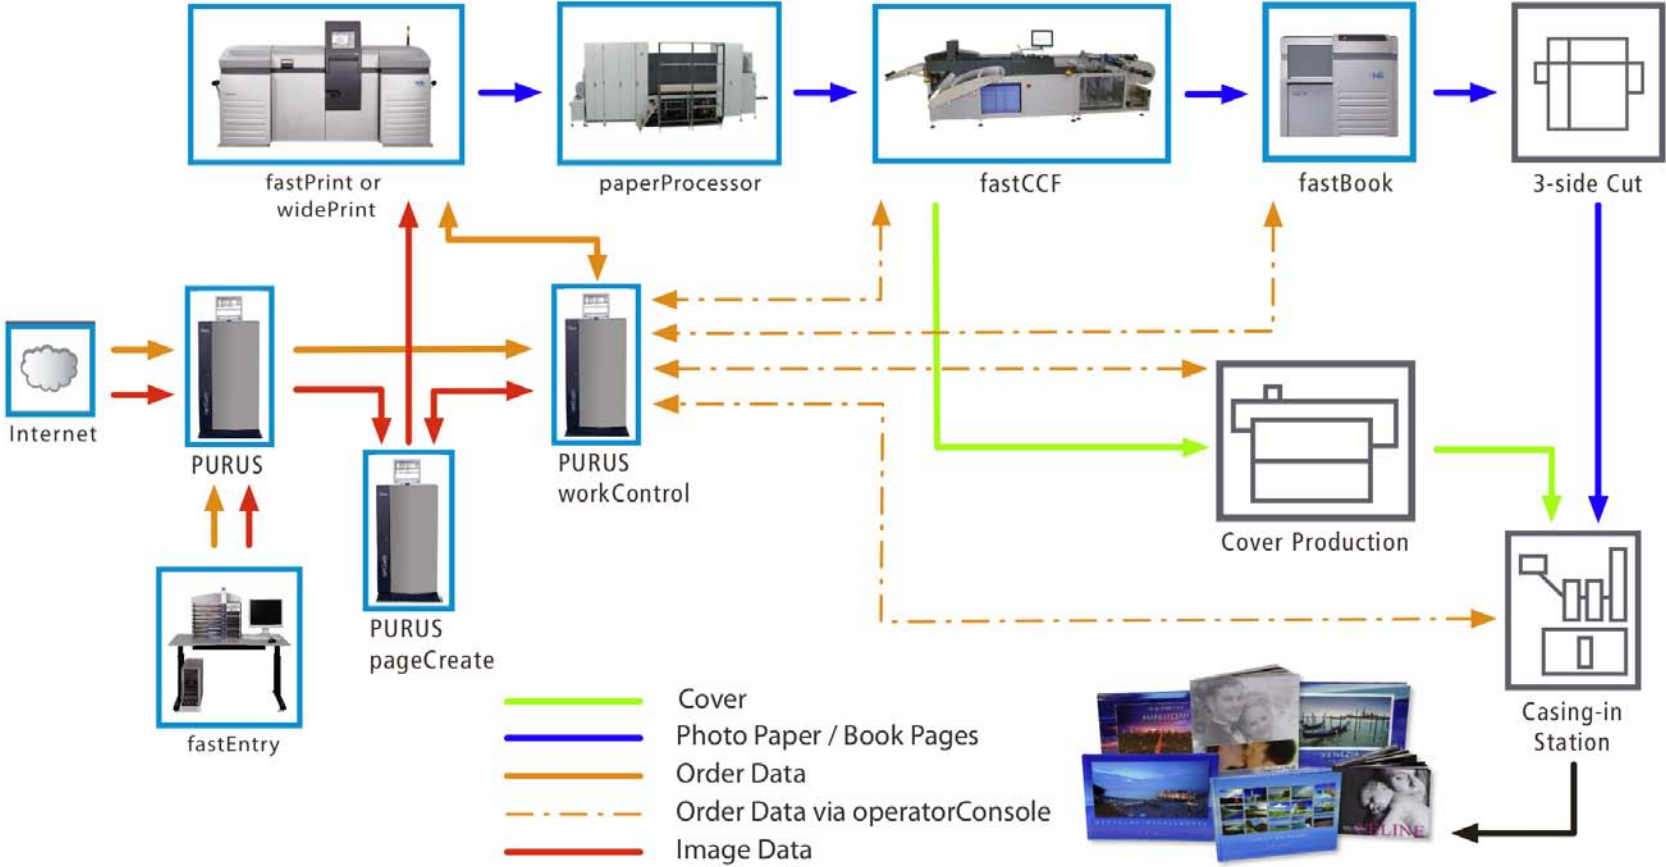 fastPrint or
widePrint
paperProcessor
fastCCF
fastBook
3-side Cut
Internet
PURUS
PURUS
workControl
Cover Production
PURUS
pageCreate
fastEntry
Casing-in
Station
Cover
Photo Paper / Book Pages
Order Data
Order Data via operatorConsole
Image Data
VENEZIA